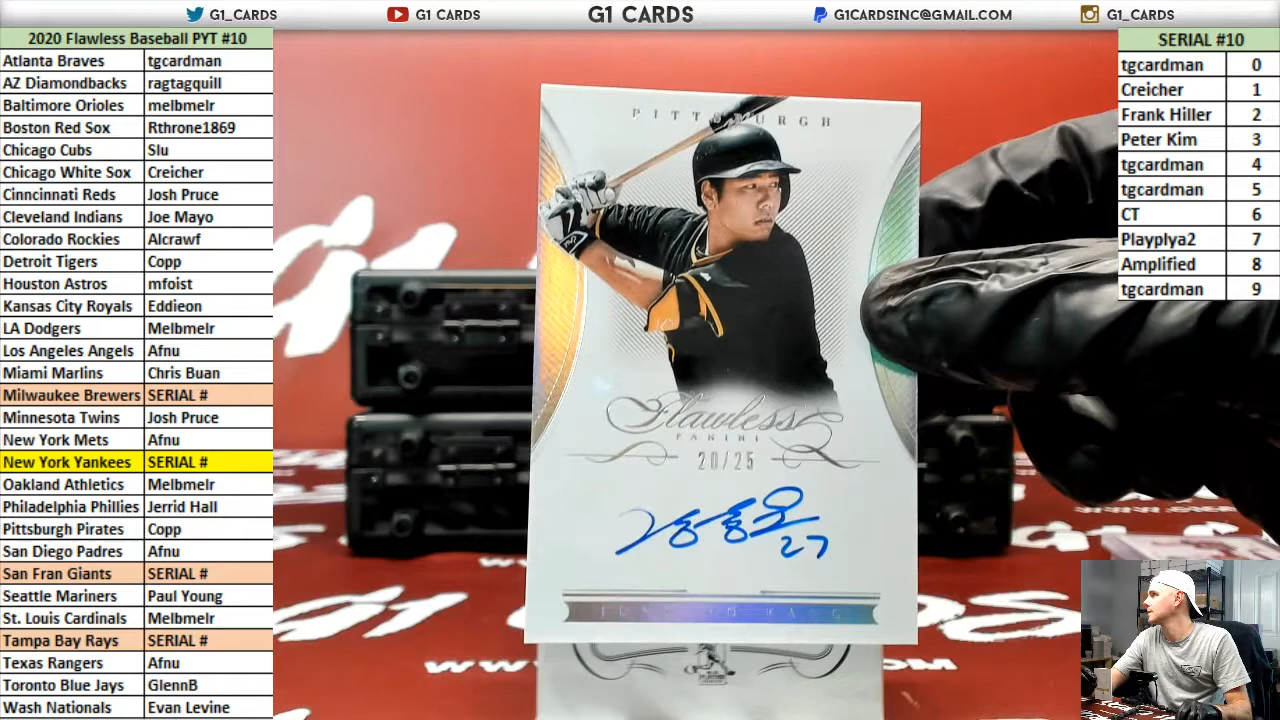 G1_CARDS
G1 CARDS
G1 CARDS
G1CARDSINC@GMAIL.COM
G1_CARDS
2020 Flawless Baseball PYT #10
Atlanta Braves tgcardman
AZ Diamondbacks ragtagquill
Baltimore Orioles melbmelr
Boston Red Sox Rthrone1869
Chicago Cubs Slu
Chicago White Sox Creicher
Cinncinnati Reds Josh Pruce
Cleveland Indians Joe Mayo
Colorado Rockies Alcrawf
Detroit Tigers Copp
Houston Astros mfoist
Kansas City Royals Eddieon
LA Dodgers Melbmelr
Los Angeles Angels Afnu
Miami Marlins Chris Buan
Milwaukee Brewers SERIAL #
Minnesota Twins Josh Pruce
New York Mets Afnu
New York Yankees SERIAL #
Oakland Athletics Melbmelr
Philadelphia Phillies Jerrid Hall
Pittsburgh Pirates Copp
San Diego Padres Afnu
San Fran Giants SERIAL #
Seattle Mariners Paul Young
St. Louis Cardinals Melbmelr
Tampa Bay Rays SERIAL #
Texas Rangers Afnu
Toronto Blue Jays GlennB
Wash Nationals Evan Levine
PITTSBURGH
Flawless
PANINI
20/25
27
SERIAL #10
tgcardman 0
Creicher 1
Frank Hiller 2
Peter Kim 3
tgcardman 4
tgcardman 5
CT 6
Playplya2 7
Amplified 8
tgcardman 9